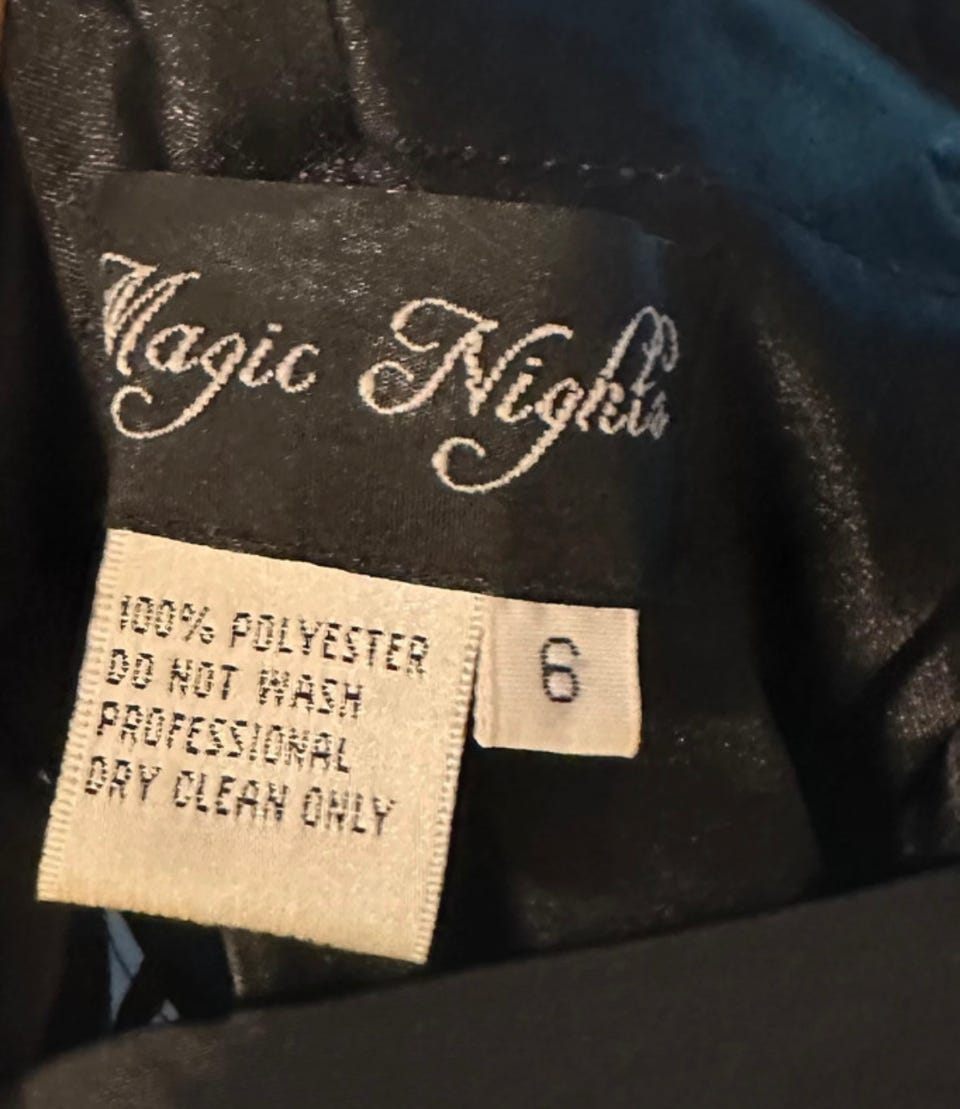 Magic Nights
100% POLYESTER
DO NOT WASH
PROFESSIONAL
DRY CLEAN ONLY
6